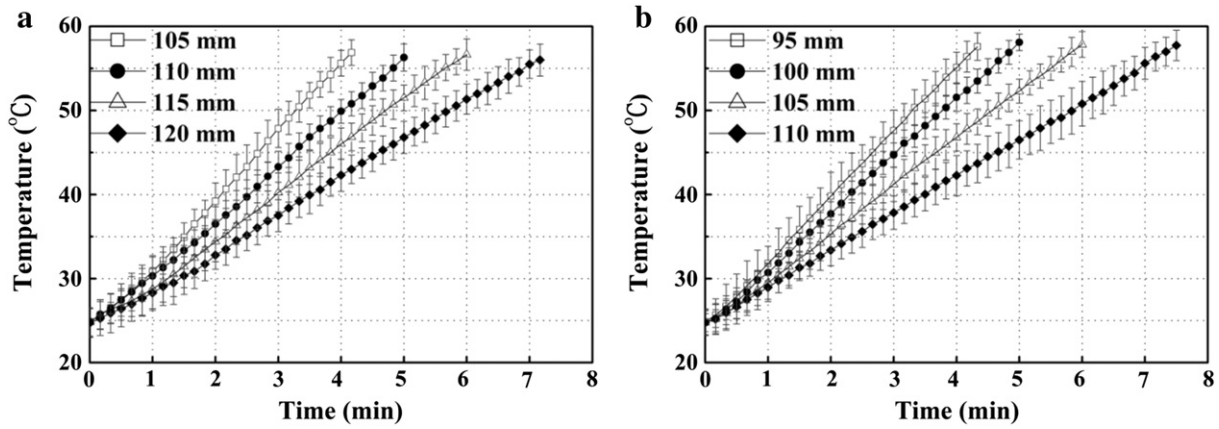 a
60
50
40
30
20
Temperature (°C)
105 mm
110 mm
115 mm
120 mm
0 1 2 3 4 5 6 7 8
Time (min)
b
60
50
40
30
20
Temperature (°C)
95 mm
100 mm
105 mm
110 mm
0 1 2 3 4 5 6 7 8
Time (min)